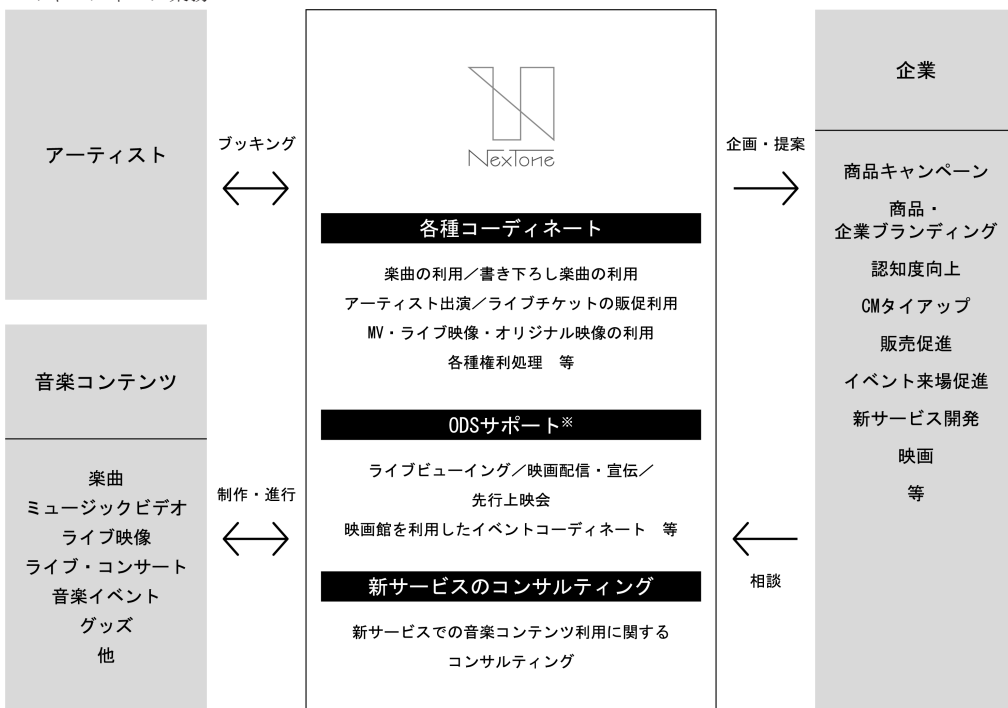 アーティスト
音楽コンテンツ
楽曲
ミュージックビデオ
ライブ映像
ライブ・コンサート
音楽イベント
グッズ
他
ブッキング
制作・進行
NexTone
各種コーディネート
楽曲の利用／書き下ろし楽曲の利用
アーティスト出演／ライブチケットの販促利用
MV・ライブ映像・オリジナル映像の利用
各種権利処理　等
ODSサポート※
ライブビューイング／映画配信・宣伝／
先行上映会
映画館を利用したイベントコーディネート　等
新サービスのコンサルティング
新サービスでの音楽コンテンツ利用に関する
コンサルティング
企画・提案
相談
企業
商品キャンペーン
商品・
企業ブランディング
認知度向上
CMタイアップ
販売促進
イベント来場促進
新サービス開発
映画
等